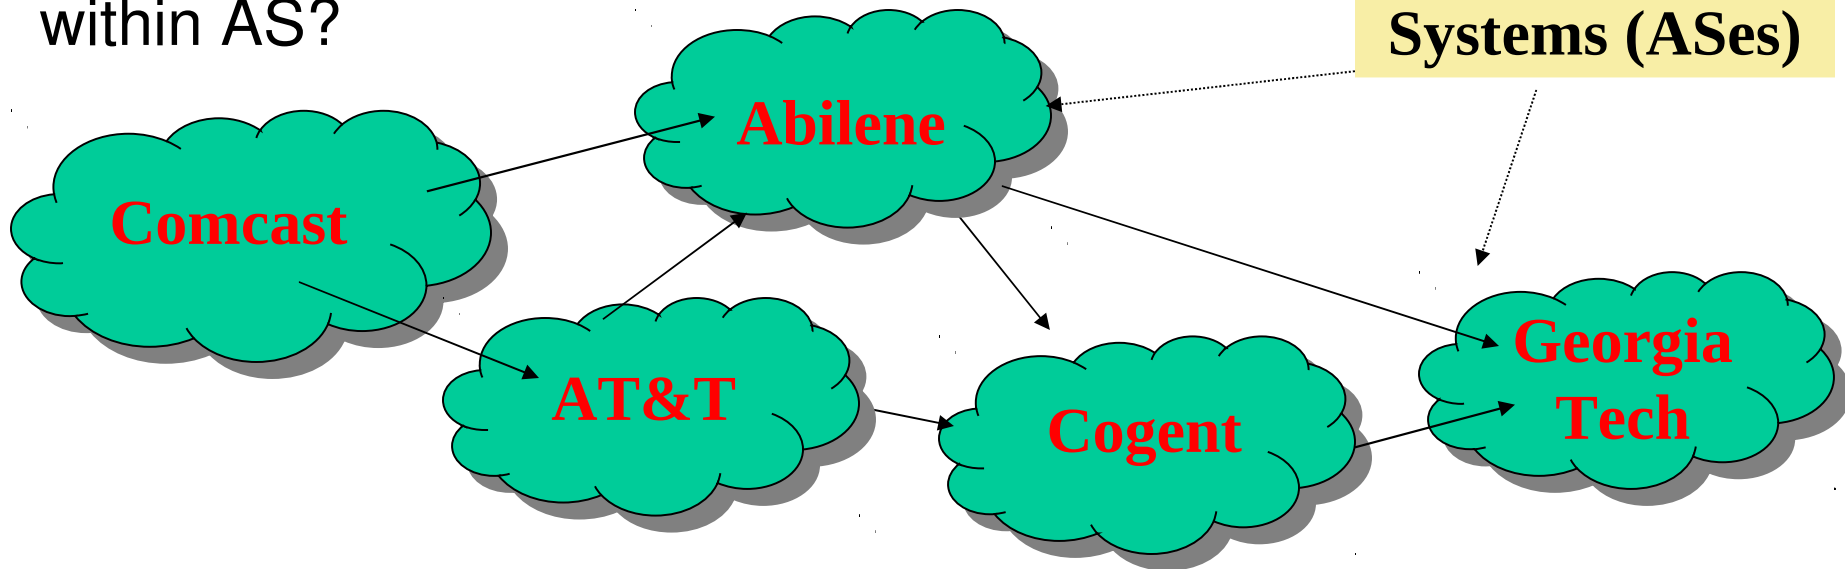 within AS?
Systems (ASes)
Abilene
Comcast
AT&T
Cogent
Georgia
Tech